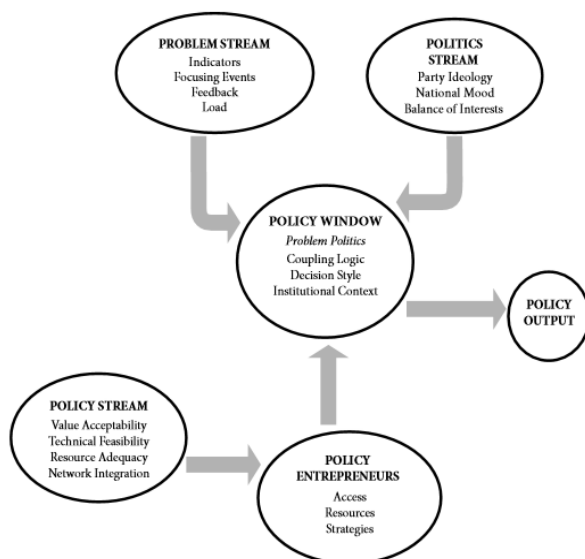 PROBLEM STREAM
Indicators
Focusing Events
Feedback
Load
POLITICS
STREAM
Party Ideology
National Mood
Balance of Interests
POLICY WINDOW
Problem Politics
Coupling Logic
Decision Style
Institutional Context
POLICY
OUTPUT
POLICY STREAM
Value Acceptability
Technical Feasibility
Resource Adequacy
Network Integration
POLICY
ENTREPRENEURS
Access
Resources
Strategies